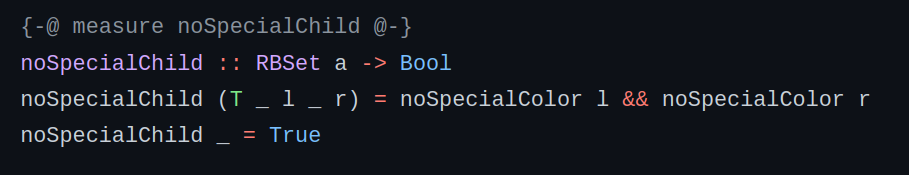 {-@ measure noSpecialChild @-}
noSpecialChild :: RBSet a -> Bool
noSpecialChild (T _ l _ r) = noSpecialColor l && noSpecialColor r
noSpecialChild _ = True